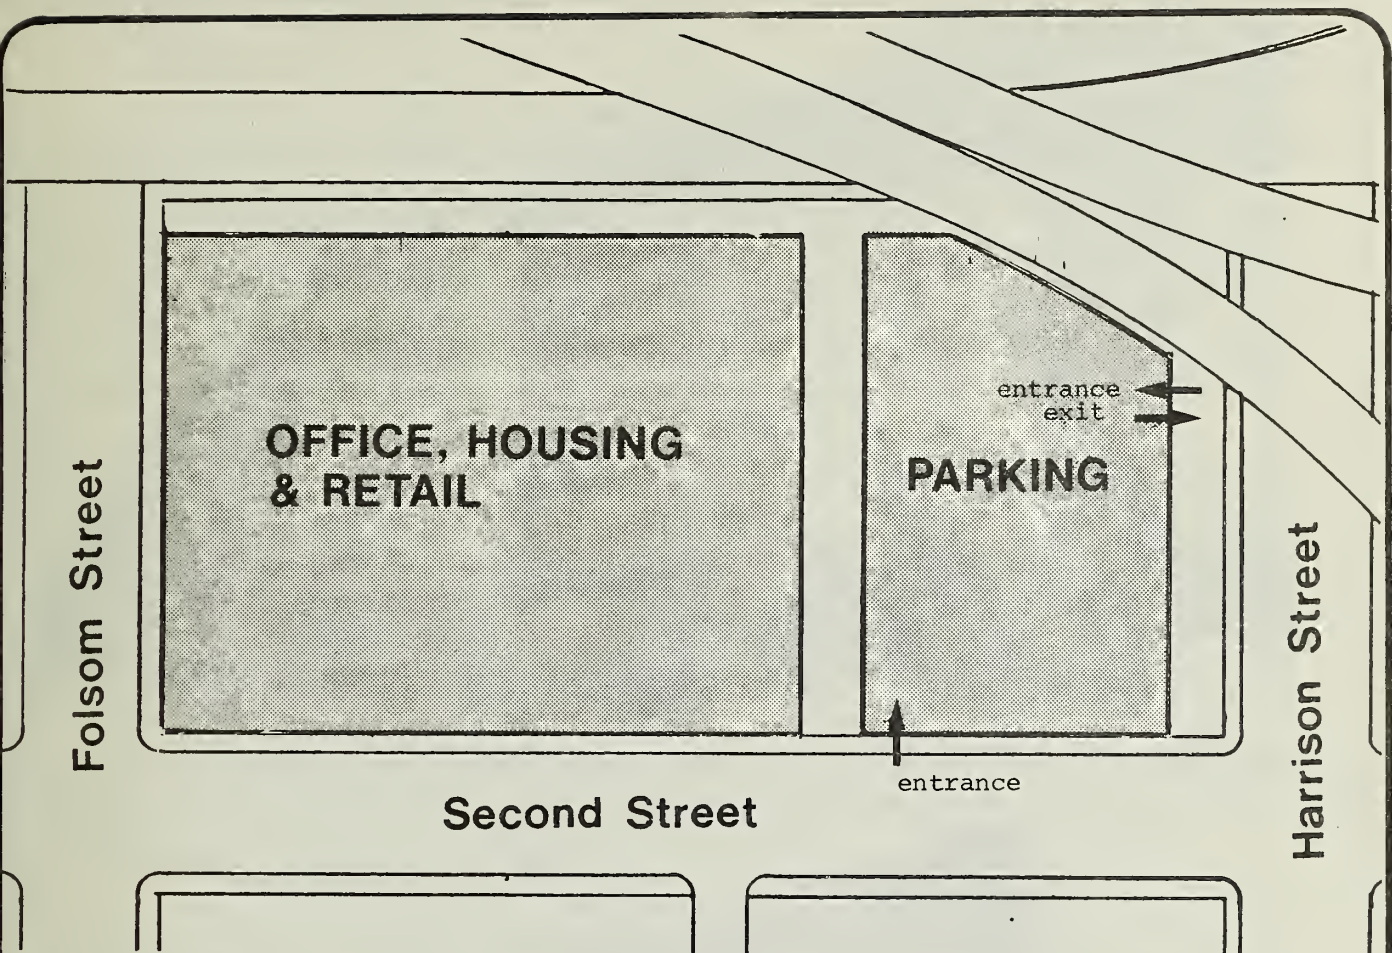 entrance
exit
OFFICE, HOUSING
& RETAIL
PARKING
Folsom Street
Harrison Street
entrance
Second Street